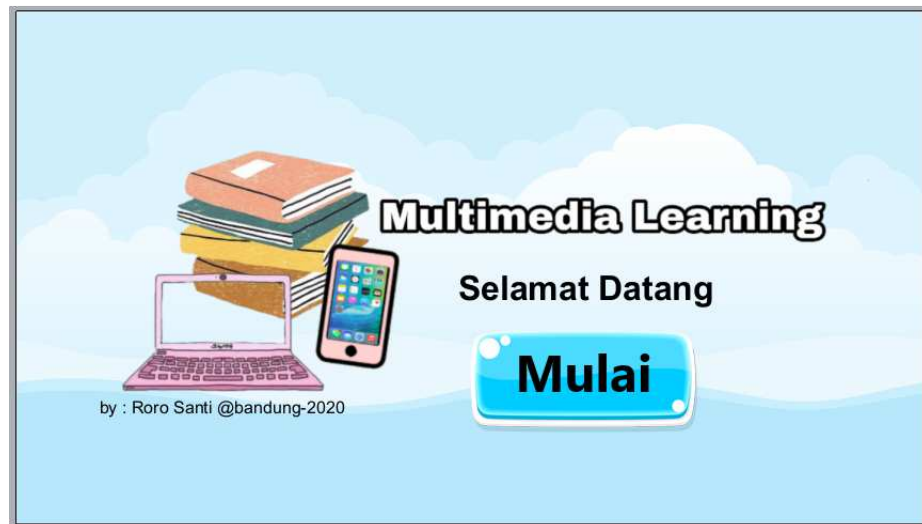 Multimedia Learning
Selamat Datang
Mulai
by : Roro Santi @bandung-2020